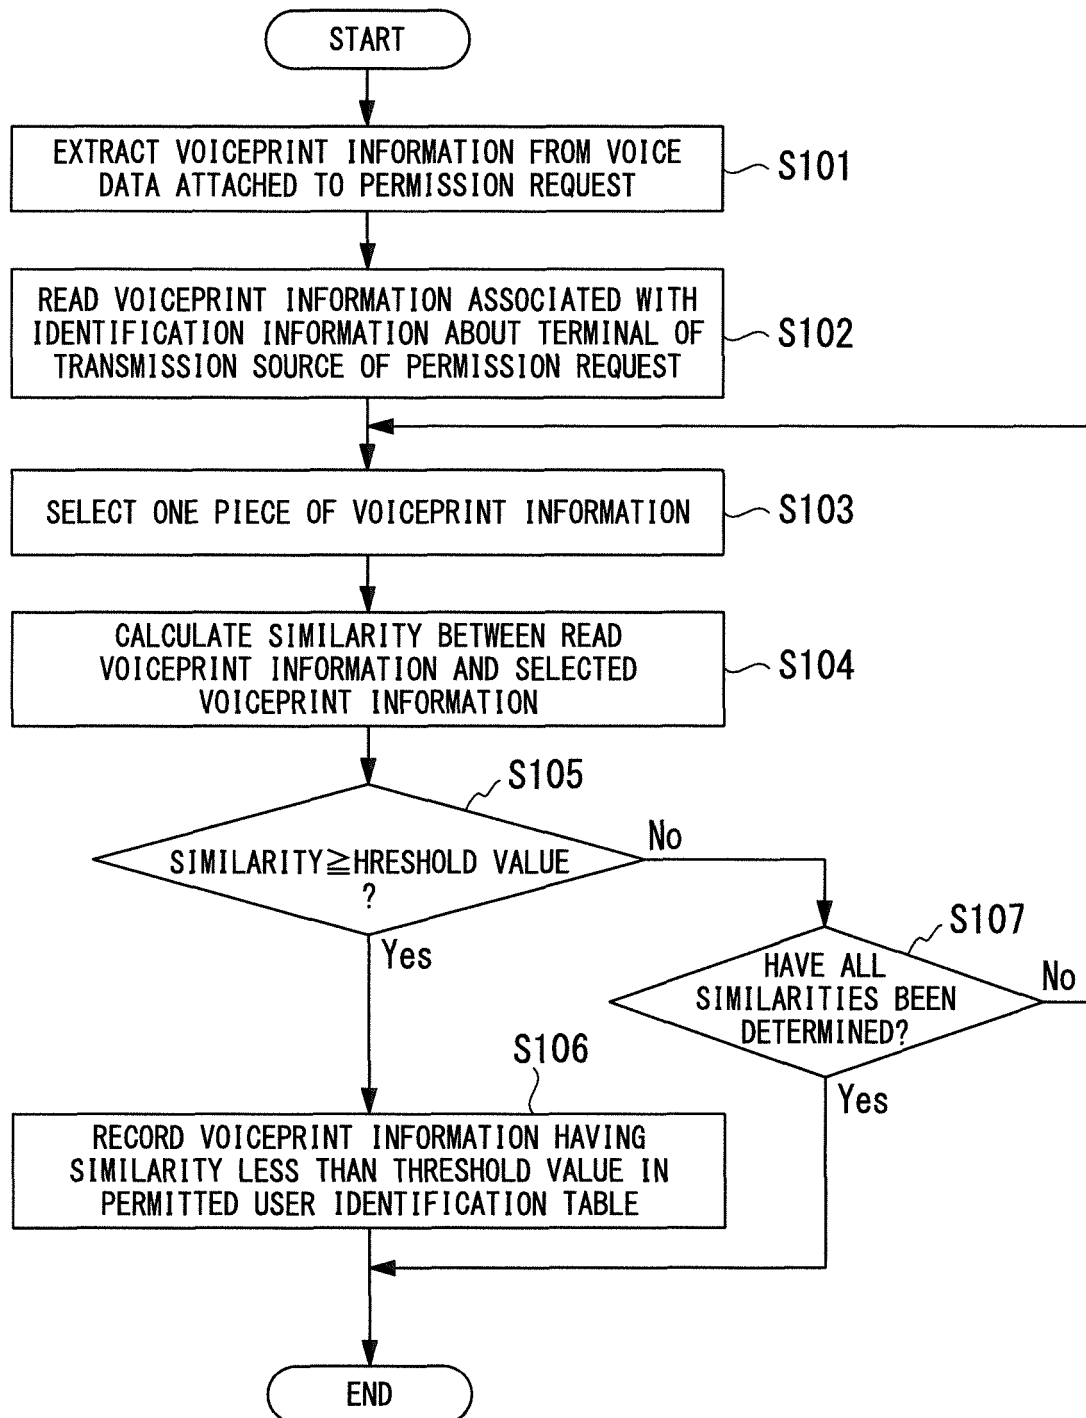 START
EXTRACT VOICEPRINT INFORMATION FROM VOICE
DATA ATTACHED TO PERMISSION REQUEST
S101
READ VOICEPRINT INFORMATION ASSOCIATED WITH
IDENTIFICATION INFORMATION ABOUT TERMINAL OF
TRANSMISSION SOURCE OF PERMISSION REQUEST
S102
SELECT ONE PIECE OF VOICEPRINT INFORMATION
S103
CALCULATE SIMILARITY BETWEEN READ
VOICEPRINT INFORMATION AND SELECTED
VOICEPRINT INFORMATION
S104
S105
SIMILARITY≧HRESHOLD VALUE
?
No
Yes
S107
HAVE ALL
SIMILARITIES BEEN
DETERMINED?
No
Yes
S106
RECORD VOICEPRINT INFORMATION HAVING
SIMILARITY LESS THAN THRESHOLD VALUE IN
PERMITTED USER IDENTIFICATION TABLE
END